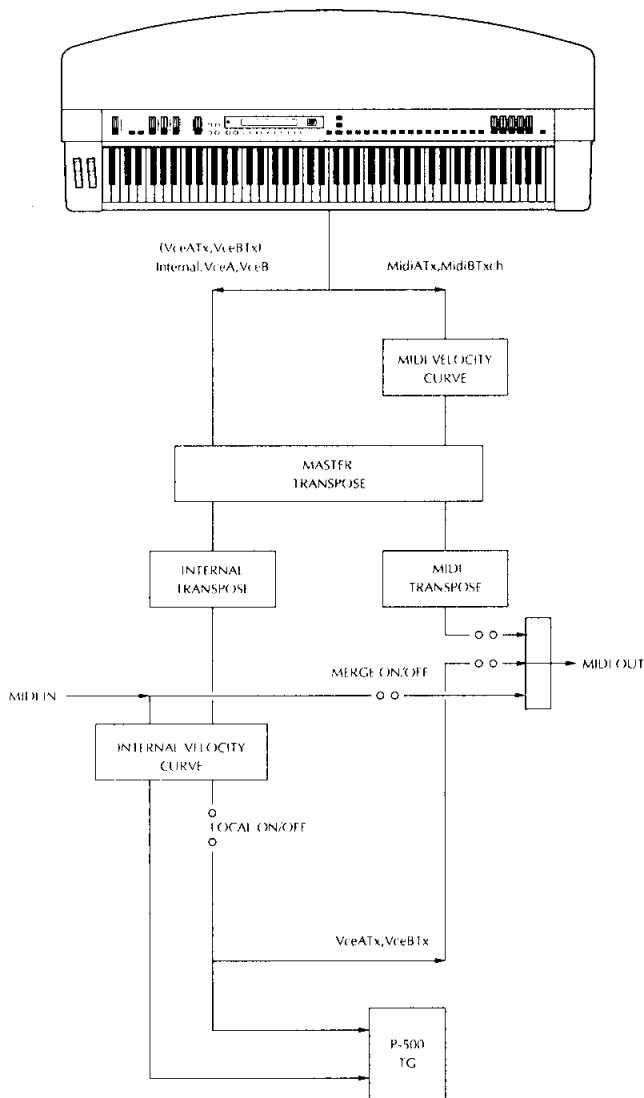 (VceATx,VceBTx)
Internal,VceA,VceB
MidiATx,MidiBTxch
MIDI VELOCITY
CURVE
MASTER
TRANSPOSE
INTERNAL
TRANSPOSE
MIDI
TRANSPOSE
MERGE ON/OFF
MIDI OUT
MIDI IN
INTERNAL VELOCITY
CURVE
LOCAL ON/OFF
VceATx,VceBTx
P-500
TG